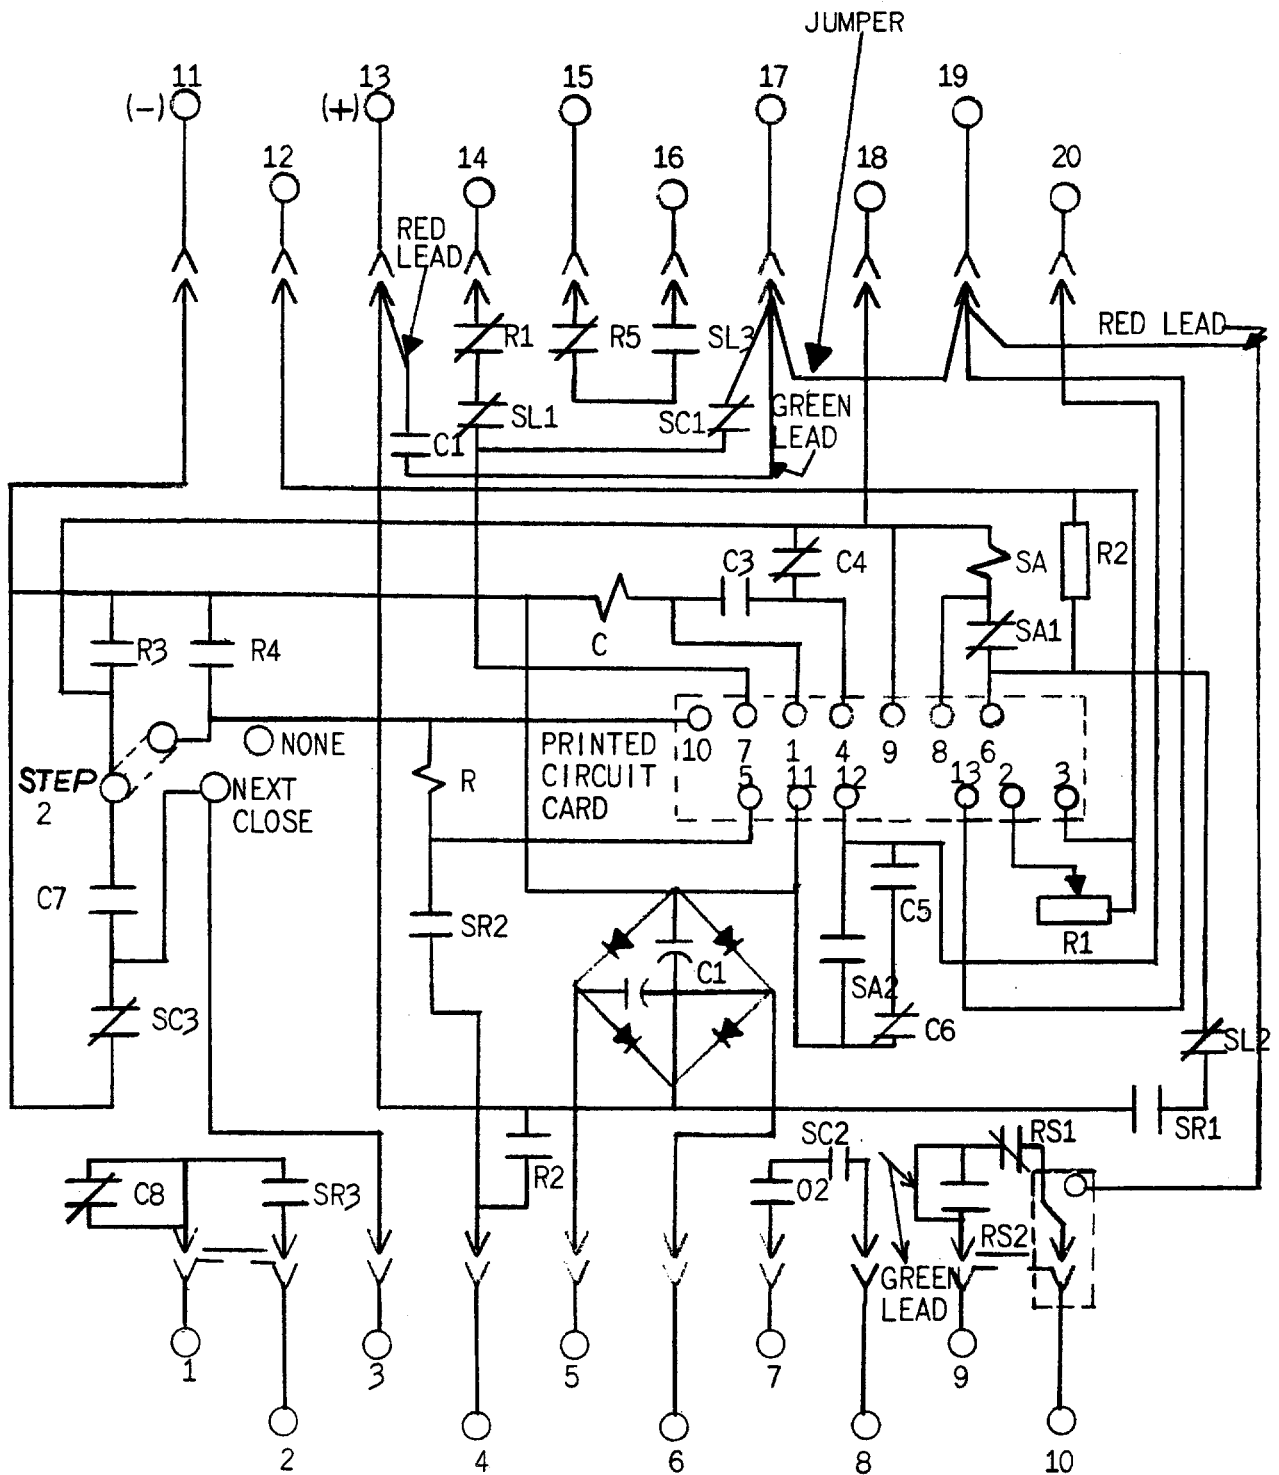 JUMPER
11
13
15
17
19
(-)
(+)
12
14
16
18
20
RED
LEAD
R1
R5
SL3
RED LEAD
SL1
SC1
GREEN
LEAD
C1
C3
C4
SA
R2
R3
R4
C
SA1
NONE
PRINTED
CIRCUIT
CARD
10
7
1
4
9
8
6
5
11
12
13
2
3
STEP
2
NEXT
CLOSE
R
C7
SR2
C5
R1
C1
SA2
SC3
C6
SL2
SR1
C8
SR3
R2
SC2
02
RS1
RS2
GREEN
LEAD
1
3
5
7
9
2
4
6
8
10